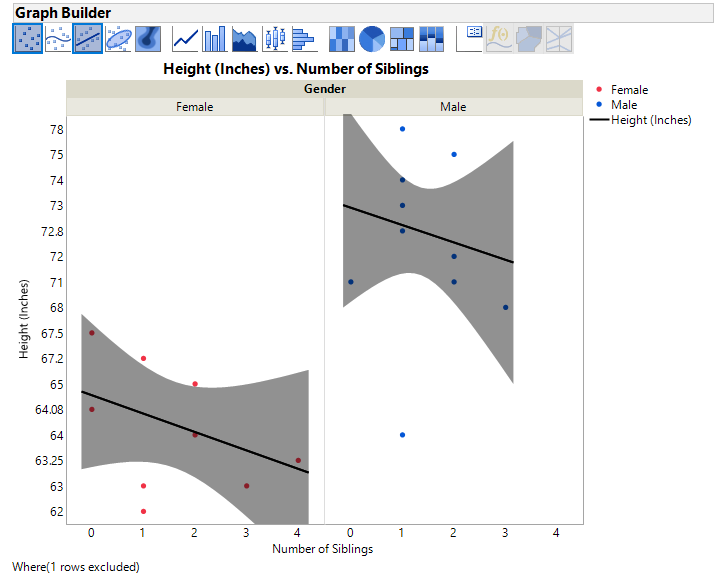 Graph Builder
Height (Inches) vs. Number of Siblings
Gender
Female Male
Female
Male
Height (Inches)
78
75
74
73
72.8
72
71
68
67.5
67.2
65
64.08
64
63.25
63
62
Height (Inches)
0 1 2 3 4 0 1 2 3 4
Number of Siblings
Where(1 rows excluded)